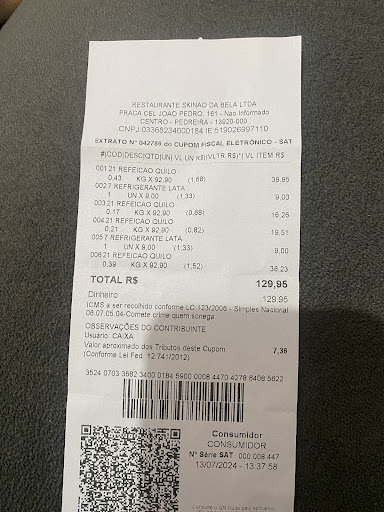 RESTAURANTE SKINAO DA BELA LTDA
PRACA CEL JOAO PEDRO, 161 - Nao Informado
CENTRO - PEDREIRA - 13920-000
CNPJ:03368234000184 IE:519026997110
EXTRATO Nº 042786 do CUPOM FISCAL ELETRÔNICO - SAT
#|COD|DESC|QTD|UN| VL UN R$|(VLTR R$)*| VL ITEM R$
001 21 REFEICAO QUILO
0,43 KG X 92,90 (1,68) 39,95
002 7 REFRIGERANTE LATA
1 UN X 9,00 (1,33) 9,00
003 21 REFEICAO QUILO
0,17 KG X 92,90 (0,68) 16,26
004 21 REFEICAO QUILO
0,21 KG X 92,90 (0,82) 19,51
005 7 REFRIGERANTE LATA
1 UN X 9,00 (1,33) 9,00
006 21 REFEICAO QUILO
0,39 KG X 92,90 (1,52) 36,23
TOTAL R$ 129,95
Dinheiro 129,95
ICMS a ser recolhido conforme LC 123/2006 - Simples Nacional
06.07.05.04-Comete crime quem sonega
OBSERVAÇÕES DO CONTRIBUINTE
Usuário: CAIXA
Valor aproximado dos Tributos deste Cupom 7,36
(Conforme Lei Fed. 12.741/2012)
3524 0703 3682 3400 0184 5900 0008 4470 4278 6408 5622
Consumidor
CONSUMIDOR
Nº Série SAT 000 008 447
13/07/2024 - 13:37:58
Consulte o QR Code pelo aplicativo